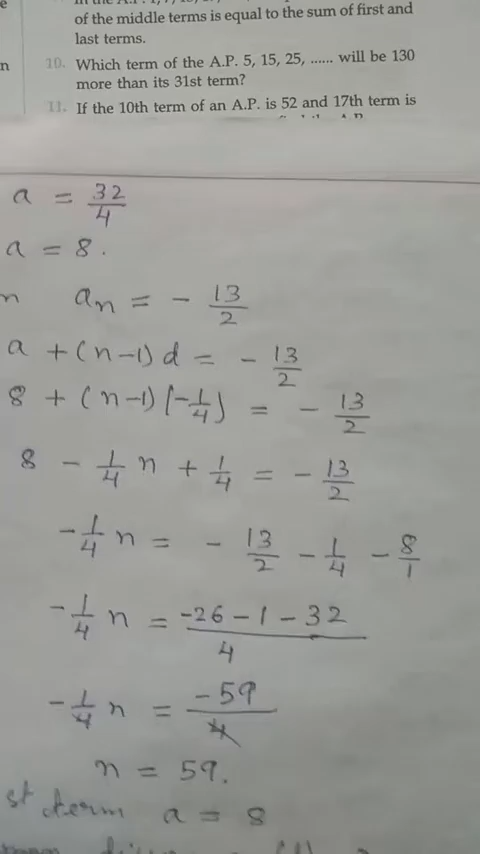 of the middle terms is equal to the sum of first and
last terms.
10. Which term of the A.P. 5, 15, 25, ...... will be 130
more than its 31st term?
11. If the 10th term of an A.P. is 52 and 17th term is
a = 32/4
a = 8.
n an = - 13/2
a + (n-1) d = - 13/2
8 + (n-1) (-1/4) = - 13/2
8 - 1/4 n + 1/4 = - 13/2
-1/4 n = - 13/2 - 1/4 - 8/1
-1/4 n = -26 - 1 - 32/4
-1/4 n = -59/4
n = 59.
st term a = 8